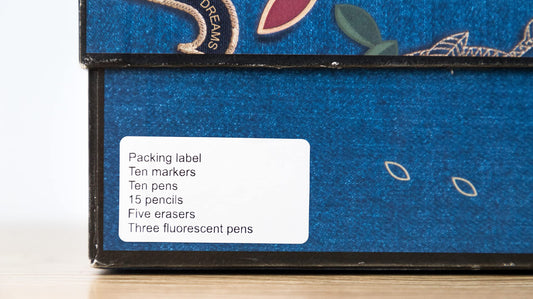 DREAMS
Packing label
Ten markers
Ten pens
15 pencils
Five erasers
Three fluorescent pens